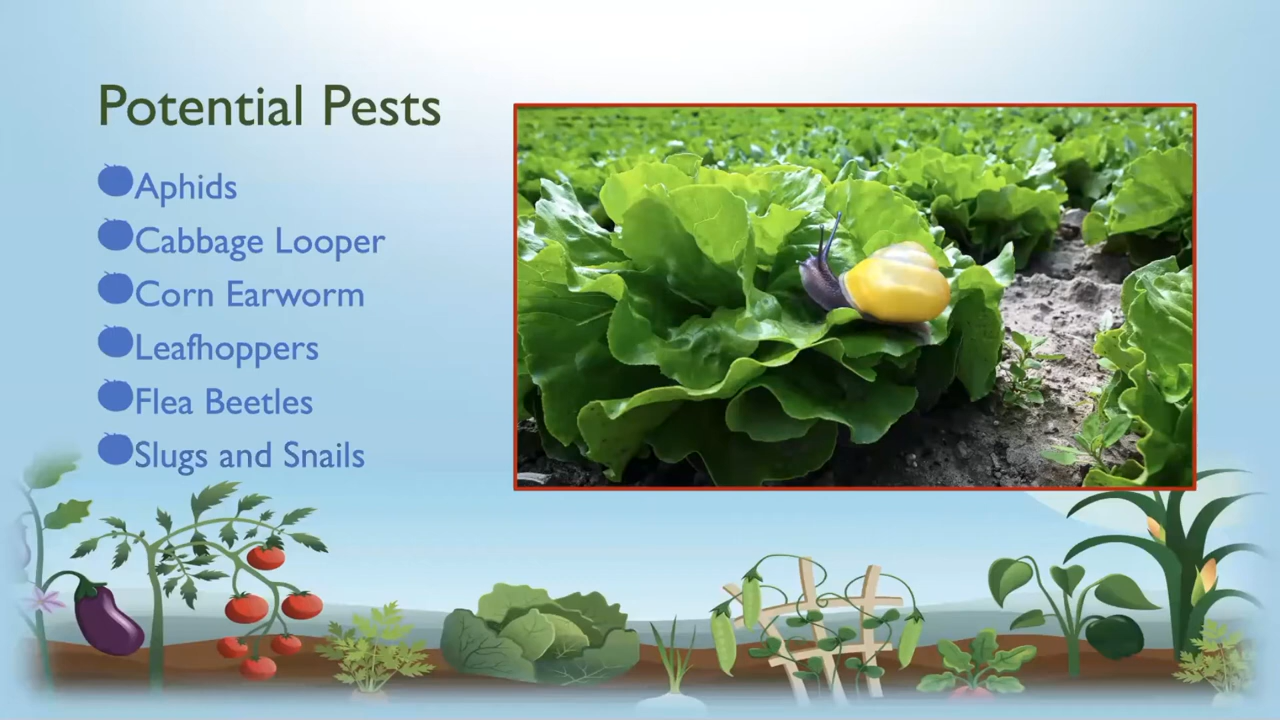 Potential Pests
Aphids
Cabbage Looper
Corn Earworm
Leafhoppers
Flea Beetles
Slugs and Snails